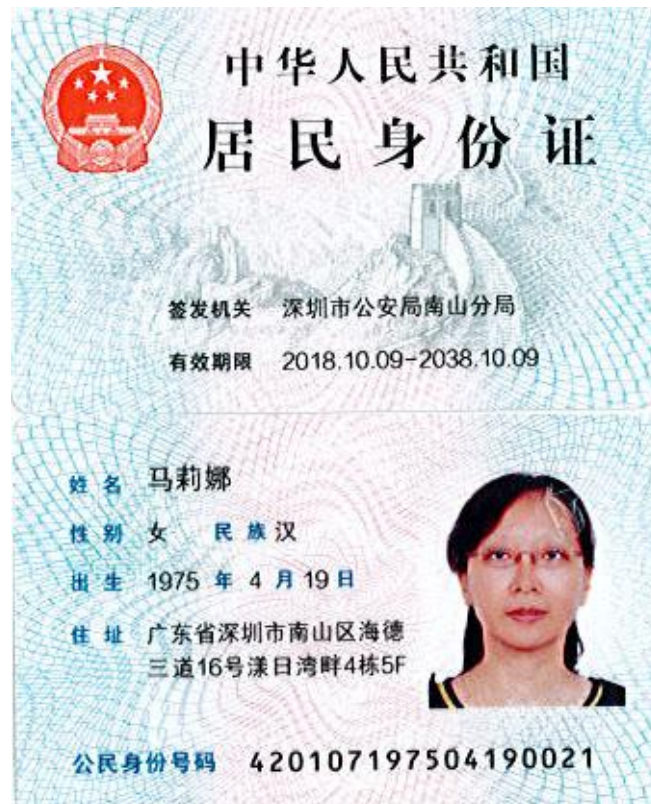 中华人民共和国
居民身份证
签发机关 深圳市公安局南山分局
有效期限 2018.10.09-2038.10.09
姓名 马莉娜
性别 女 民族 汉
出生 1975 年 4 月 19 日
住址 广东省深圳市南山区海德
三道16号漾日湾畔4栋5F
公民身份号码 420107197504190021